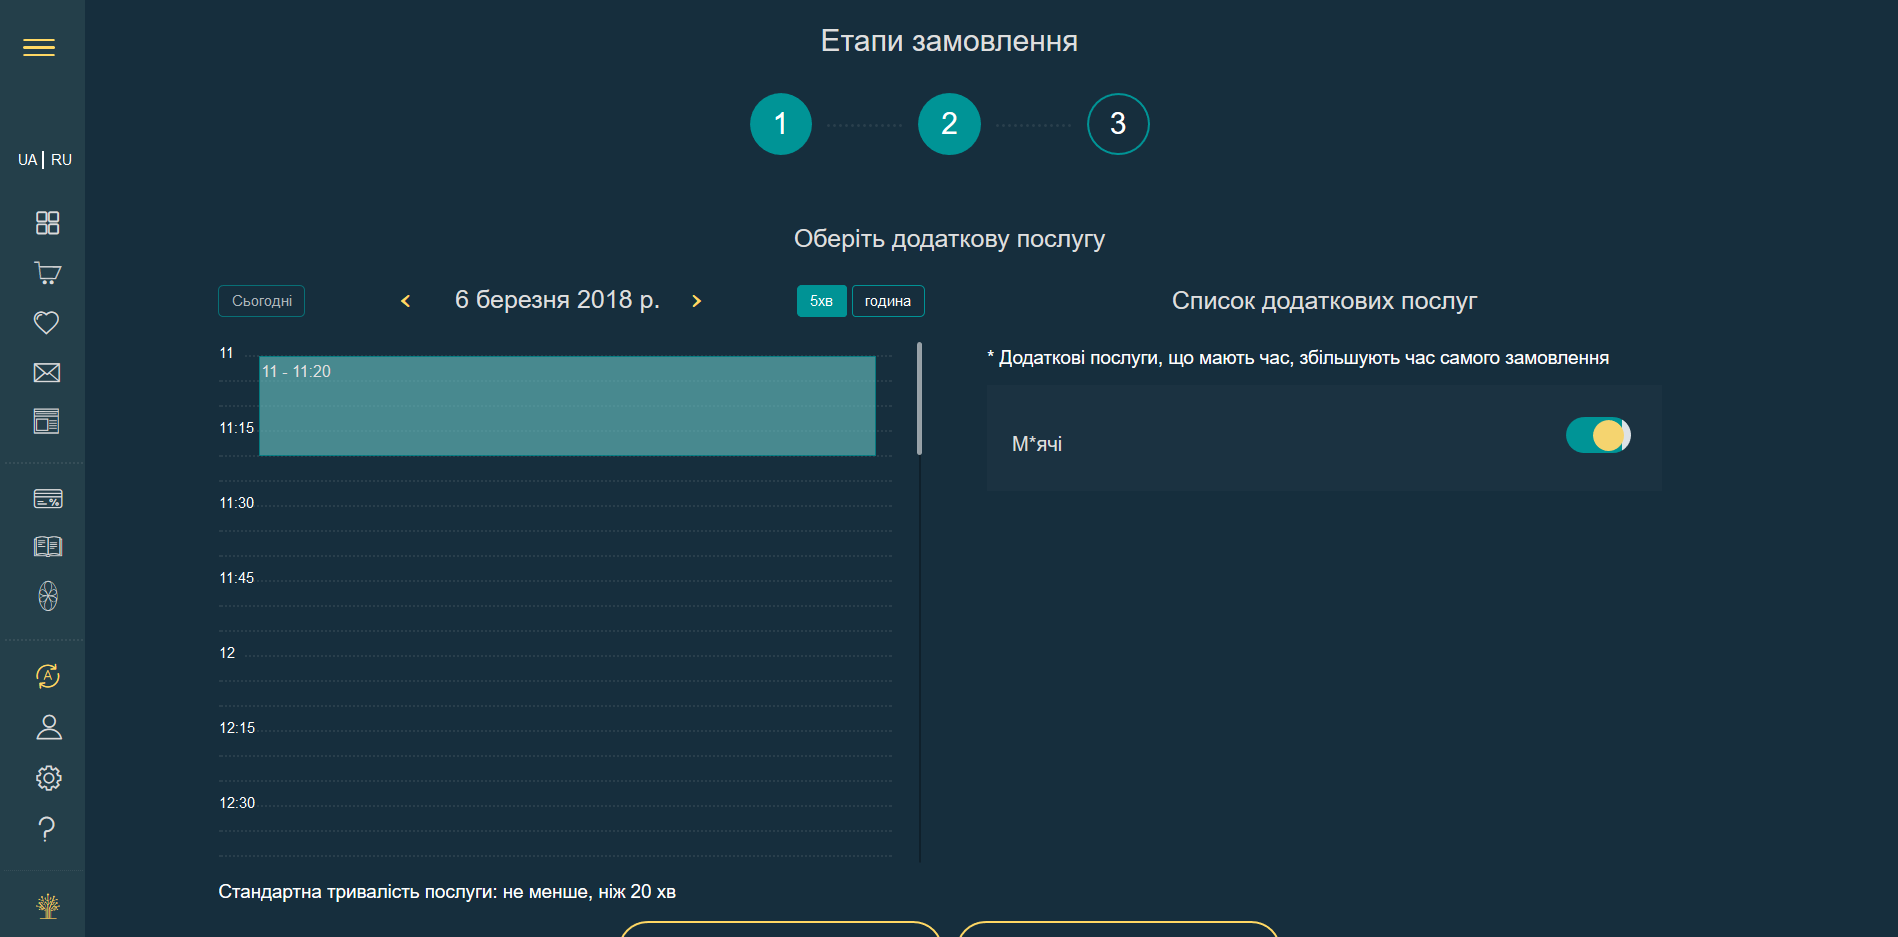 Етапи замовлення
1
2
3
UA | RU
Оберіть додаткову послугу
Сьогодні
6 березня 2018 р.
5хв
година
Список додаткових послуг
11
11 - 11:20
11:15
11:30
11:45
12
12:15
12:30
* Додаткові послуги, що мають час, збільшують час самого замовлення
М*ячі
Стандартна тривалість послуги: не менше, ніж 20 хв